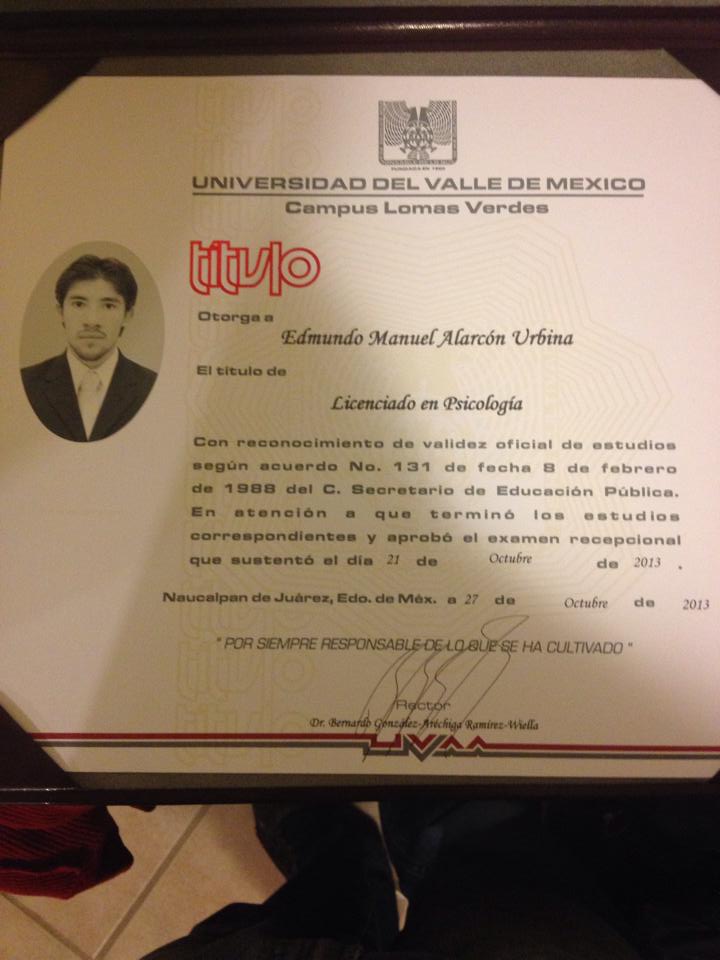 FUNDADA EN 1960
UNIVERSIDAD DEL VALLE DE MEXICO
Campus Lomas Verdes
titulo
Otorga a
Edmundo Manuel Alarcón Urbina
El titulo de
Licenciado en Psicología
Con reconocimiento de validez oficial de estudios
según acuerdo No. 131 de fecha 8 de febrero
de 1988 del C. Secretario de Educación Pública.
En atención a que terminó los estudios
correspondientes y aprobó el examen recepcional
que sustentó el día 21 de Octubre de 2013 .
Naucalpan de Juárez, Edo. de Méx. a 27 de Octubre de 2013
" POR SIEMPRE RESPONSABLE DE LO QUE SE HA CULTIVADO "
Rector
Dr. Bernardo González-Aréchiga Ramírez-Wiella
UVM